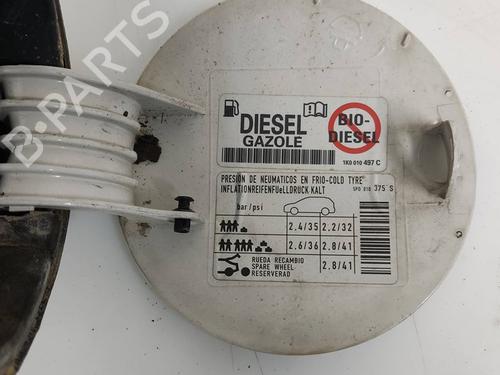 B-PARTS
DIESEL
GAZOLE
BIO-
DIESEL
1K0 010 497 C
PRESION DE NEUMATICOS EN FRIO-COLD TYRE
INFLATIONREIFENFUELLDRUCK KALT
5P0 010 375 S
bar/psi
2.4/35 2.2/32
2.6/36 2.8/41
RUEDA RECAMBIO
SPARE WHEEL
RESERVERAD
2.8/41